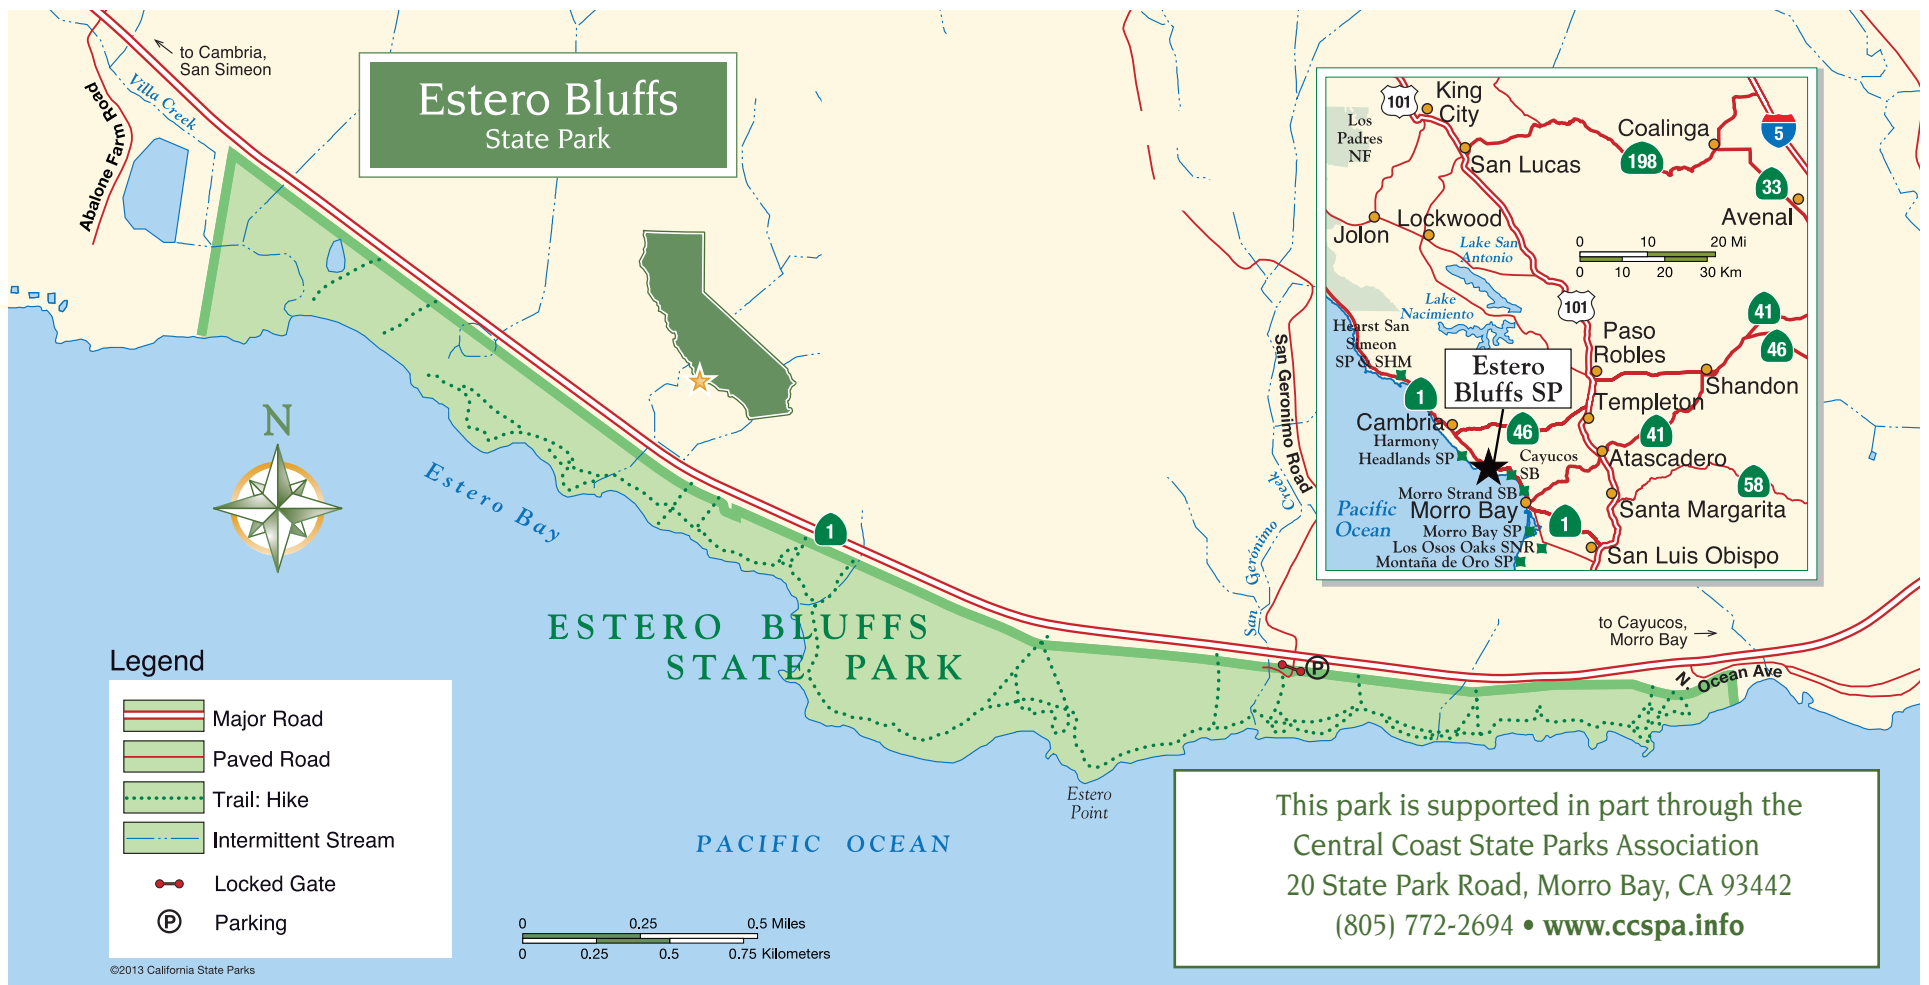 to Cambria,
San Simeon
Villa Creek
Abalone Farm Road
Estero Bluffs
State Park
N
Estero Bay
1
ESTERO BLUFFS
STATE PARK
San Geronimo Road
San Geronimo Creek
P
to Cayucos,
Morro Bay
N. Ocean Ave
Estero
Point
PACIFIC OCEAN
101
King
City
Los
Padres
NF
San Lucas
Coalinga
5
198
33
Avenal
Lockwood
Jolon
Lake San
Antonio
0 10 20 Mi
0 10 20 30 Km
Lake
Nacimiento
101
41
46
Hearst San
Simeon
SP & SHM
Paso
Robles
Shandon
Estero
Bluffs SP
1
Templeton
Cambria
46
41
Harmony
Headlands SP
Cayucos
SB
Atascadero
58
Morro Strand SB
Pacific
Ocean
Morro Bay
Santa Margarita
1
Morro Bay SP
Los Osos Oaks SNR
Montaña de Oro SP
San Luis Obispo
Legend
Major Road
Paved Road
Trail: Hike
Intermittent Stream
Locked Gate
P Parking
©2013 California State Parks
0 0.25 0.5 Miles
0 0.25 0.5 0.75 Kilometers
This park is supported in part through the
Central Coast State Parks Association
20 State Park Road, Morro Bay, CA 93442
(805) 772-2694 • www.ccspa.info